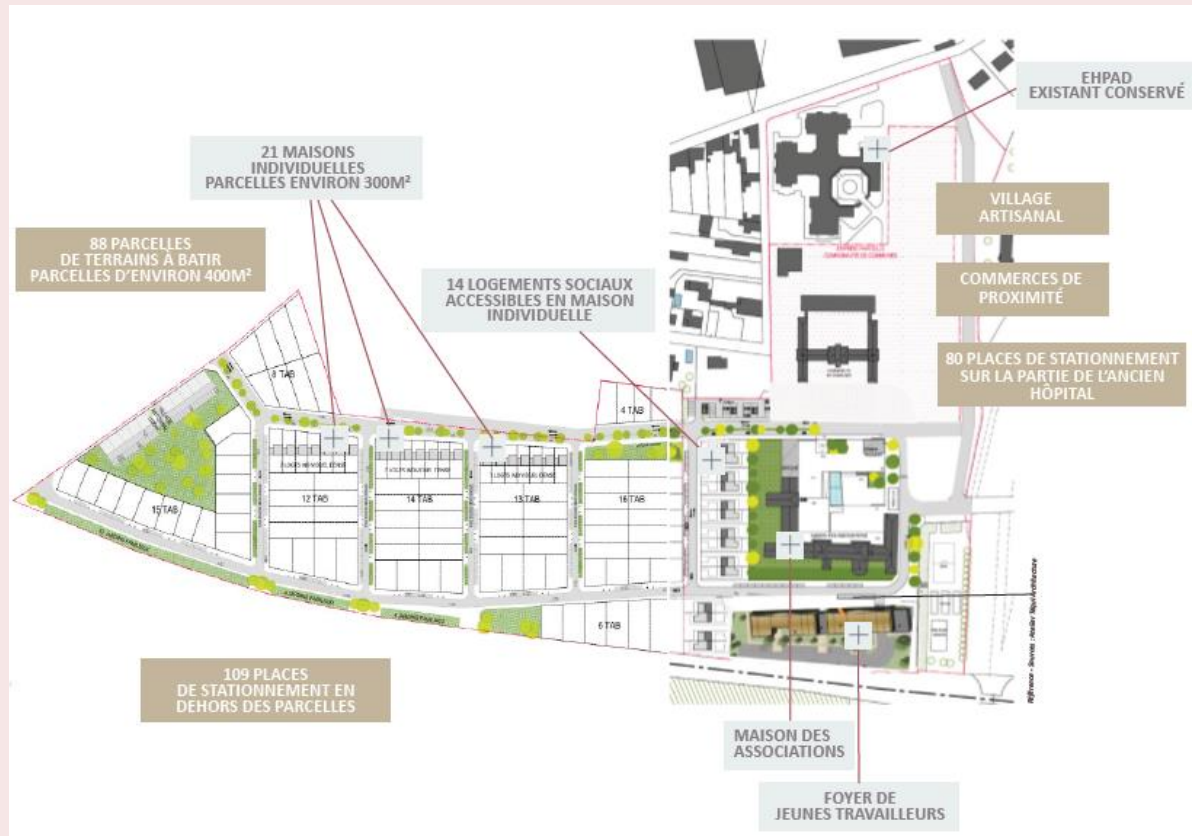 EHPAD
EXISTANT CONSERVÉ
21 MAISONS
INDIVIDUELLES
PARCELLES ENVIRON 300M²
VILLAGE
ARTISANAL
88 PARCELLES
DE TERRAINS À BATIR
PARCELLES D'ENVIRON 400M²
COMMERCES DE
PROXIMITÉ
14 LOGEMENTS SOCIAUX
ACCESSIBLES EN MAISON
INDIVIDUELLE
80 PLACES DE STATIONNEMENT
SUR LA PARTIE DE L'ANCIEN
HÔPITAL
8 TAB
4 TAB
12 TAB
14 TAB
13 TAB
16 TAB
15 TAB
6 TAB
109 PLACES
DE STATIONNEMENT EN
DEHORS DES PARCELLES
MAISON DES
ASSOCIATIONS
FOYER DE
JEUNES TRAVAILLEURS